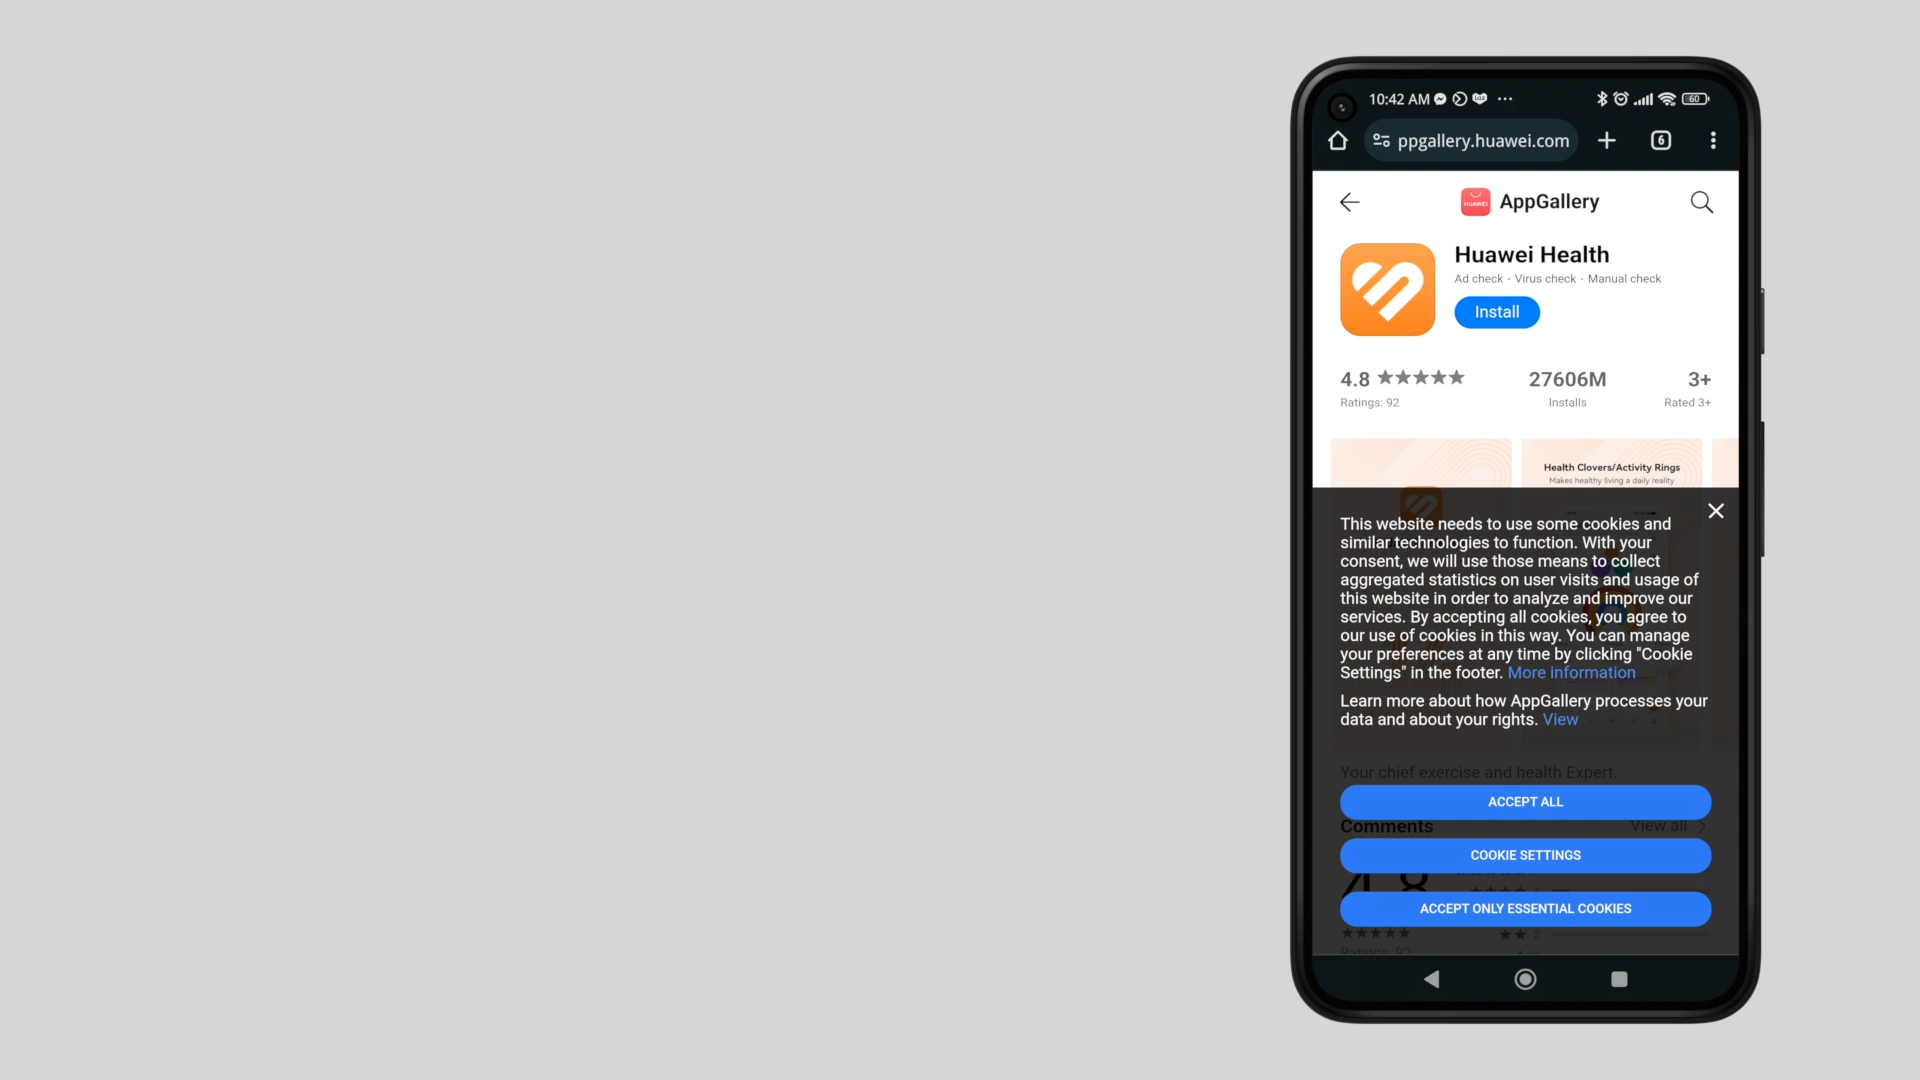 10:42 AM
60
ppgallery.huawei.com
6
HUAWEI
AppGallery
Huawei Health
Ad check · Virus check · Manual check
Install
4.8 ★★★★★
27606M
3+
Ratings: 92
Installs
Rated 3+
Health Clovers/Activity Rings
Makes healthy living a daily reality
This website needs to use some cookies and
similar technologies to function. With your
consent, we will use those means to collect
aggregated statistics on user visits and usage of
this website in order to analyze and improve our
services. By accepting all cookies, you agree to
our use of cookies in this way. You can manage
your preferences at any time by clicking "Cookie
Settings" in the footer. More information
Learn more about how AppGallery processes your
data and about your rights. View
Your chief exercise and health Expert.
ACCEPT ALL
Comments
View all
COOKIE SETTINGS
4.8
ACCEPT ONLY ESSENTIAL COOKIES
★★★★★
★★ 2
Ratings: 92